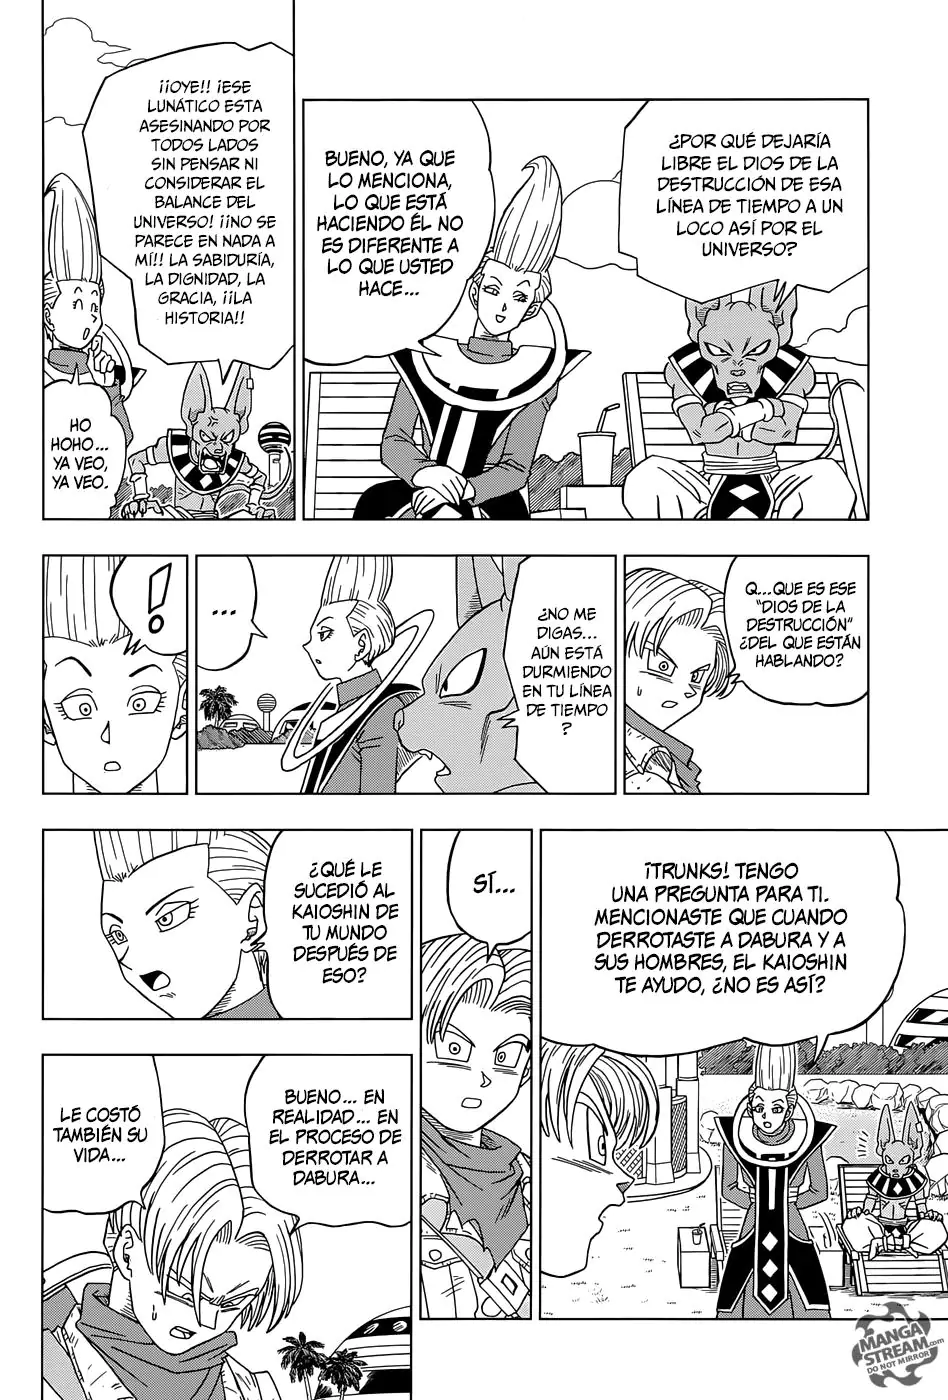 ¿POR QUÉ DEJARÍA
LIBRE EL DIOS DE LA
DESTRUCCIÓN DE ESA
LÍNEA DE TIEMPO A UN
LOCO ASÍ POR EL
UNIVERSO?
BUENO, YA QUE
LO MENCIONA,
LO QUE ESTÁ
HACIENDO ÉL NO
ES DIFERENTE A
LO QUE USTED
HACE...
¡¡OYE!! ¡ESE
LUNÁTICO ESTA
ASESINANDO POR
TODOS LADOS
SIN PENSAR NI
CONSIDERAR EL
BALANCE DEL
UNIVERSO! ¡¡NO SE
PARECE EN NADA A
MÍ!! LA SABIDURÍA,
LA DIGNIDAD, LA
GRACIA, ¡¡LA
HISTORIA!!
HO
HOHO...
YA VEO,
YA VEO.
Q...QUE ES ESE
"DIOS DE LA
DESTRUCCIÓN"
¿DEL QUE ESTÁN
HABLANDO?
¿NO ME
DIGAS...
AÚN ESTÁ
DURMIENDO
EN TU LÍNEA
DE TIEMPO
?
...
!
¡TRUNKS! TENGO
UNA PREGUNTA PARA TI.
MENCIONASTE QUE CUANDO
DERROTASTE A DABURA Y A
SUS HOMBRES, EL KAIOSHIN
TE AYUDO, ¿NO ES ASÍ?
SÍ...
¿QUÉ LE
SUCEDIÓ AL
KAIOSHIN DE
TU MUNDO
DESPUÉS DE
ESO?
BUENO... EN
REALIDAD... EN
EL PROCESO DE
DERROTAR A
DABURA...
LE COSTÓ
TAMBIÉN SU
VIDA...
MANGA
STREAM.com
DO NOT MIRROR